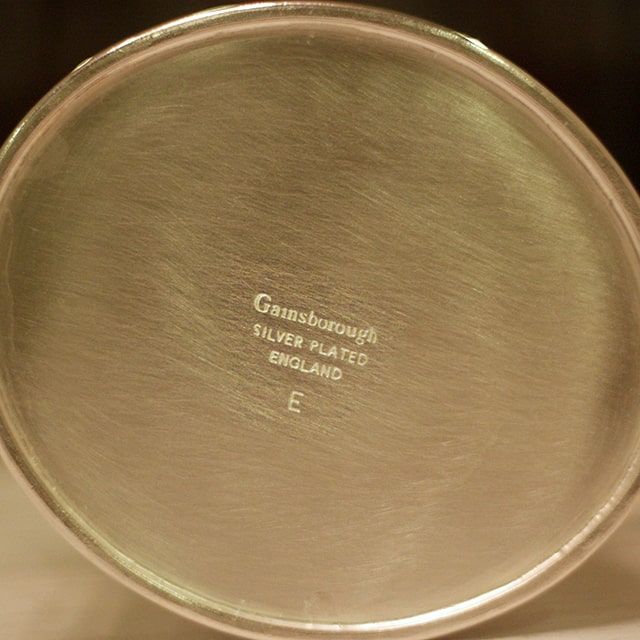 Gainsborough
SILVER PLATED
ENGLAND
E